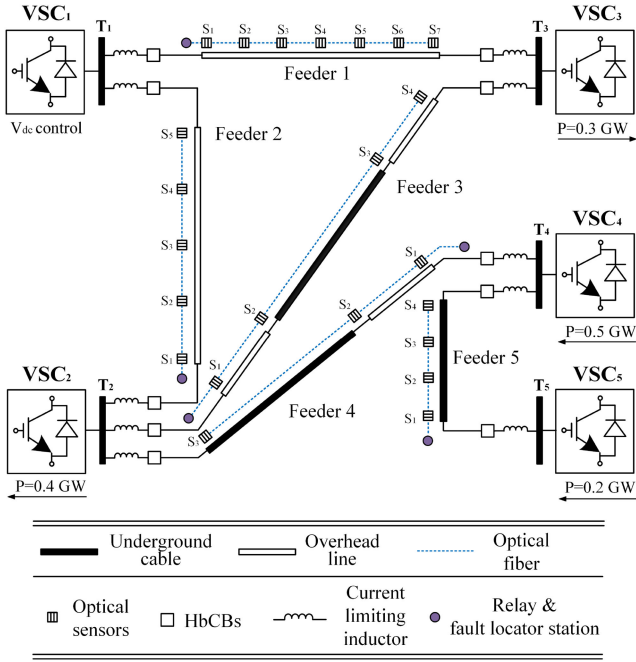 VSC₁
T₁
S₁ S₂ S₃ S₄ S₅ S₆ S₇
T₃
VSC₃
Feeder 1
Vdc control
Feeder 2
P=0.3 GW
S₅
S₄
S₃
S₂
S₁
S₄
S₃
S₂
S₁
Feeder 3
VSC₄
T₄
S₁
S₂
S₃
P=0.5 GW
S₄
S₃
S₂
S₁
Feeder 5
VSC₂
T₂
Feeder 4
T₅
VSC₅
P=0.4 GW
P=0.2 GW
Underground
cable
Overhead
line
Optical
fiber
Optical
sensors
HbCBs
Current
limiting
inductor
Relay &
fault locator station